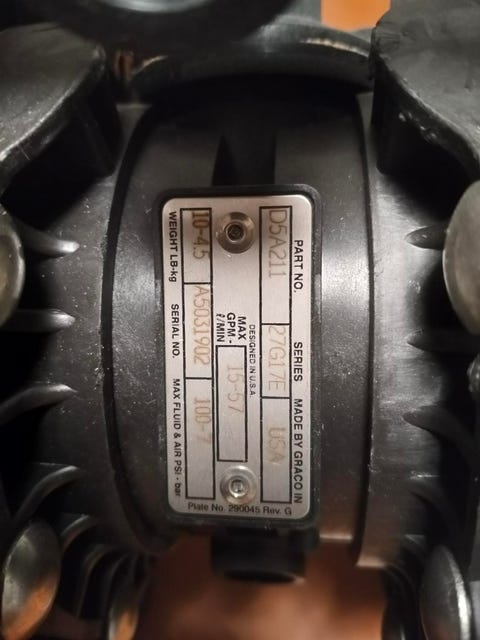 PART NO. SERIES MADE BY GRACO IN
D5A211 27G17E USA
DESIGNED IN U.S.A.
MAX
GPM -
ℓ/MIN
15-57
10-4.5 A5031902 100-7
WEIGHT LB-kg SERIAL NO. MAX FLUID & AIR PSI - bar
Plate No. 290045 Rev. G